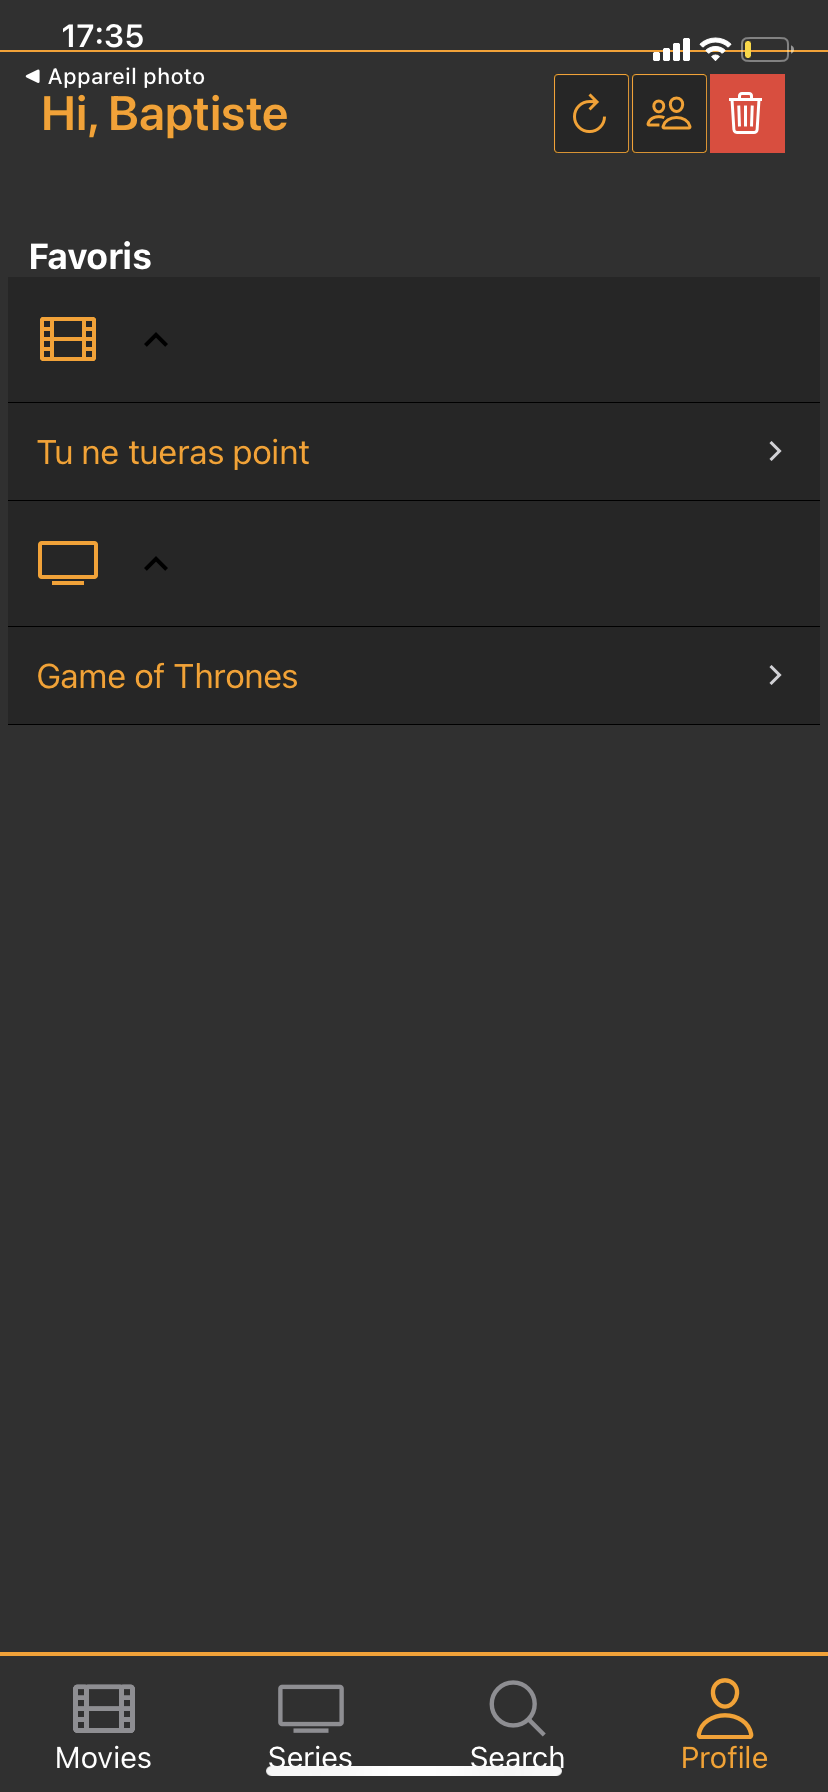 17:35
◀ Appareil photo
Hi, Baptiste
Favoris
Tu ne tueras point
Game of Thrones
Movies
Series
Search
Profile